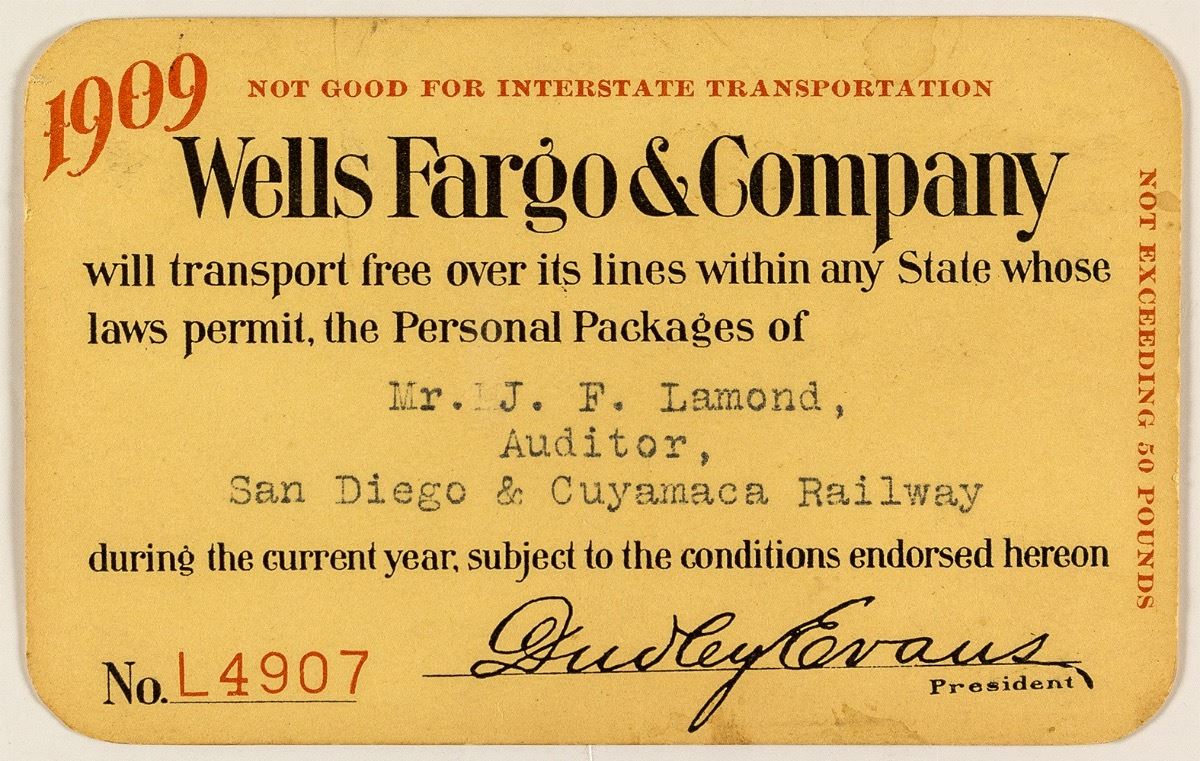 1909
NOT GOOD FOR INTERSTATE TRANSPORTATION
Wells Fargo & Company
will transport free over its lines within any State whose
laws permit, the Personal Packages of
Mr. J. F. Lamond,
Auditor,
San Diego & Cuyamaca Railway
during the current year, subject to the conditions endorsed hereon
Dudley Evans
President
No. L4907
NOT EXCEEDING 50 POUNDS